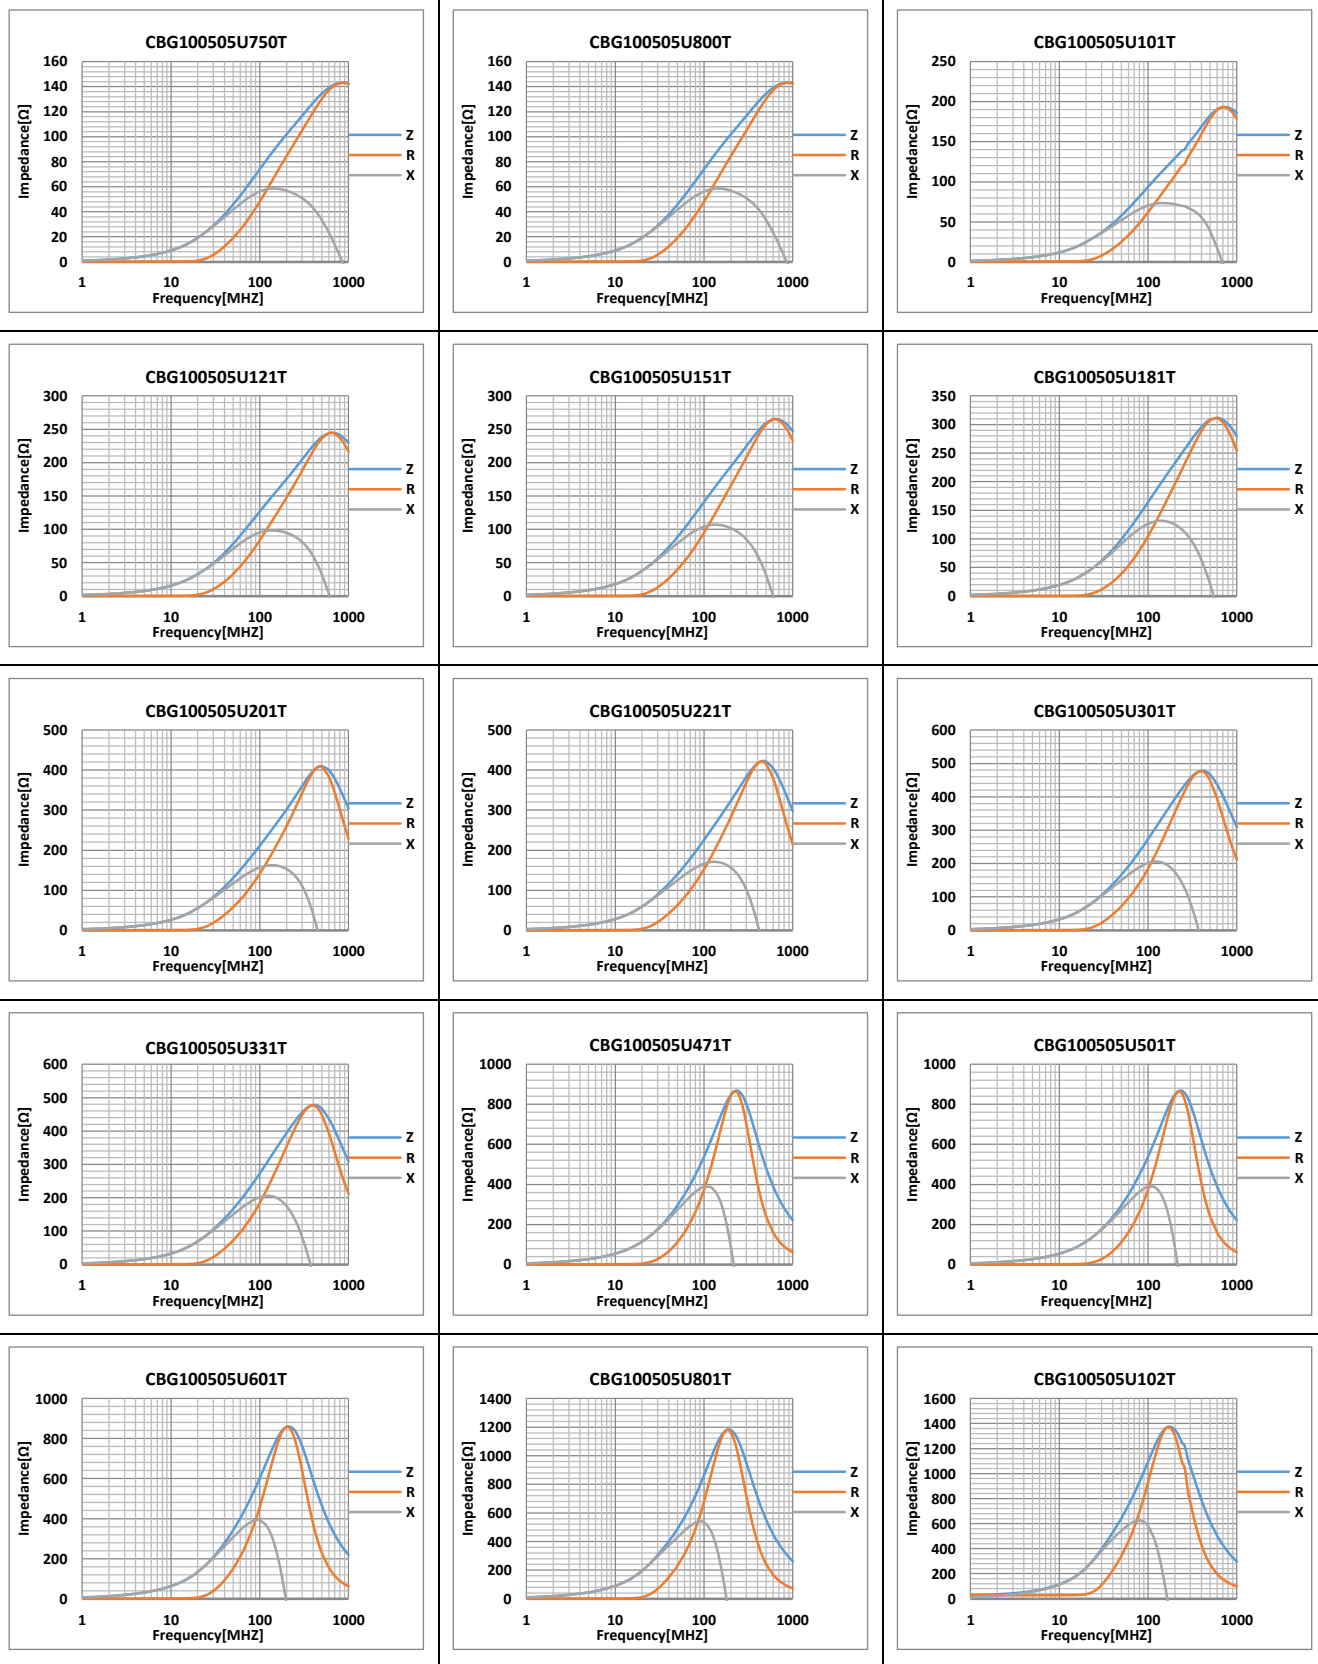 CBG100505U750T
Impedance[Ω]
160
140
120
100
80
60
40
20
0
1 10 100 1000
Frequency[MHZ]
Z
R
X
CBG100505U800T
Impedance[Ω]
160
140
120
100
80
60
40
20
0
1 10 100 1000
Frequency[MHZ]
Z
R
X
CBG100505U101T
Impedance[Ω]
250
200
150
100
50
0
1 10 100 1000
Frequency[MHZ]
Z
R
X
CBG100505U121T
Impedance[Ω]
300
250
200
150
100
50
0
1 10 100 1000
Frequency[MHZ]
Z
R
X
CBG100505U151T
Impedance[Ω]
300
250
200
150
100
50
0
1 10 100 1000
Frequency[MHZ]
Z
R
X
CBG100505U181T
Impedance[Ω]
350
300
250
200
150
100
50
0
1 10 100 1000
Frequency[MHZ]
Z
R
X
CBG100505U201T
Impedance[Ω]
500
400
300
200
100
0
1 10 100 1000
Frequency[MHZ]
Z
R
X
CBG100505U221T
Impedance[Ω]
500
400
300
200
100
0
1 10 100 1000
Frequency[MHZ]
Z
R
X
CBG100505U301T
Impedance[Ω]
600
500
400
300
200
100
0
1 10 100 1000
Frequency[MHZ]
Z
R
X
CBG100505U331T
Impedance[Ω]
600
500
400
300
200
100
0
1 10 100 1000
Frequency[MHZ]
Z
R
X
CBG100505U471T
Impedance[Ω]
1000
800
600
400
200
0
1 10 100 1000
Frequency[MHZ]
Z
R
X
CBG100505U501T
Impedance[Ω]
1000
800
600
400
200
0
1 10 100 1000
Frequency[MHZ]
Z
R
X
CBG100505U601T
Impedance[Ω]
1000
800
600
400
200
0
1 10 100 1000
Frequency[MHZ]
Z
R
X
CBG100505U801T
Impedance[Ω]
1400
1200
1000
800
600
400
200
0
1 10 100 1000
Frequency[MHZ]
Z
R
X
CBG100505U102T
Impedance[Ω]
1600
1400
1200
1000
800
600
400
200
0
1 10 100 1000
Frequency[MHZ]
Z
R
X